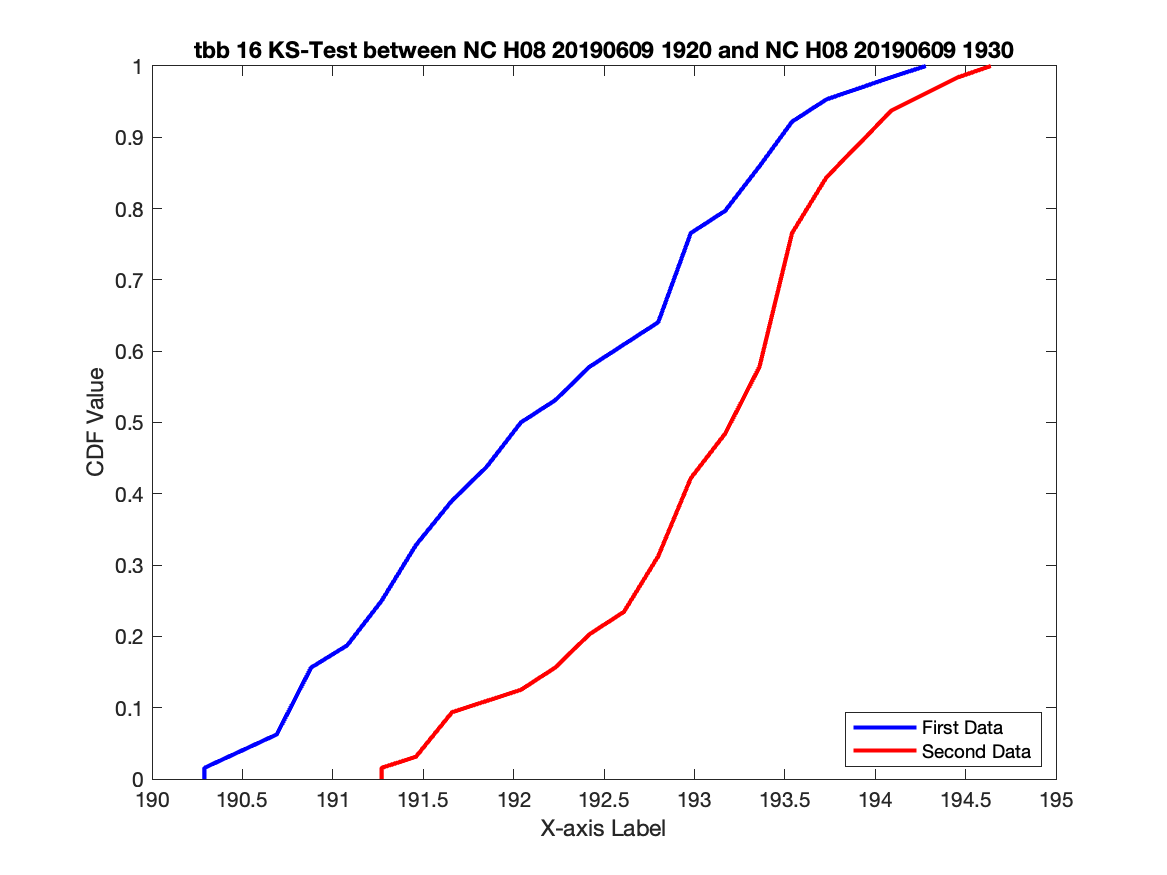 tbb 16 KS-Test between NC H08 20190609 1920 and NC H08 20190609 1930
1
0.9
0.8
0.7
0.6
0.5
0.4
0.3
0.2
0.1
0
CDF Value
First Data
Second Data
190 190.5 191 191.5 192 192.5 193 193.5 194 194.5 195
X-axis Label